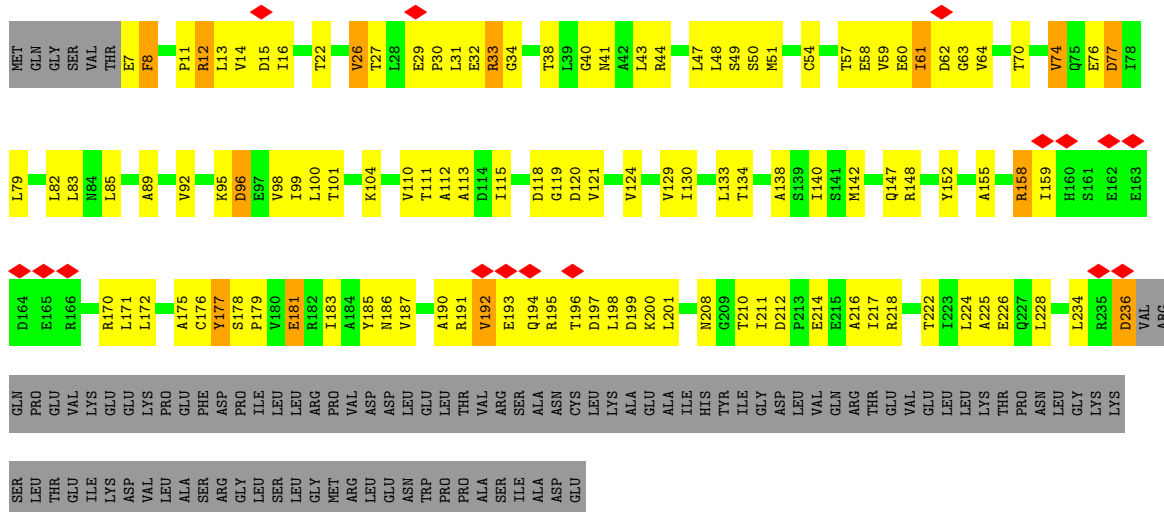 MET GLN GLY SER VAL THR E7 F8 P11 R12 L13 V14 D15 I16 T22 V26 T27 L28 E29 P30 L31 E32 R33 G34 T38 L39 G40 N41 A42 L43 R44 L47 L48 S49 S50 M51 C54 T57 E58 V59 E60 I61 D62 G63 V64 T70 V74 Q75 E76 D77 I78
L79 L82 L83 N84 L85 A89 V92 K95 D96 E97 V98 I99 L100 T101 K104 V110 T111 A112 A113 D114 I115 D118 G119 D120 V121 V124 V129 I130 L133 T134 A138 S139 I140 S141 M142 Q147 R148 Y152 A155 R158 I159 H160 S161 E162 E163
D164 E165 R166 R170 L171 L172 A175 C176 Y177 S178 P179 V180 E181 R182 I183 A184 Y185 N186 V187 A190 R191 V192 E193 Q194 R195 T196 D197 L198 D199 K200 L201 N208 G209 T210 I211 D212 P213 E214 E215 A216 I217 R218 T222 I223 L224 A225 E226 Q227 L228 L234 R235 D236 VAL ARG
GLN PRO GLU VAL LYS GLU GLU LYS PRO GLU PHE ASP PRO ILE LEU LEU ARG PRO VAL ASP ASP LEU GLU LEU THR VAL ARG SER ALA ASN CYS LEU LYS ALA GLU ALA ILE HIS TYR ILE GLY ASP LEU VAL GLN ARG THR GLU VAL GLU LEU LEU LYS THR PRO ASN LEU GLY LYS LYS
SER LEU THR GLU ILE LYS ASP VAL LEU ALA SER ARG GLY LEU SER LEU GLY MET ARG LEU GLU ASN TRP PRO PRO ALA SER ILE ALA ASP GLU